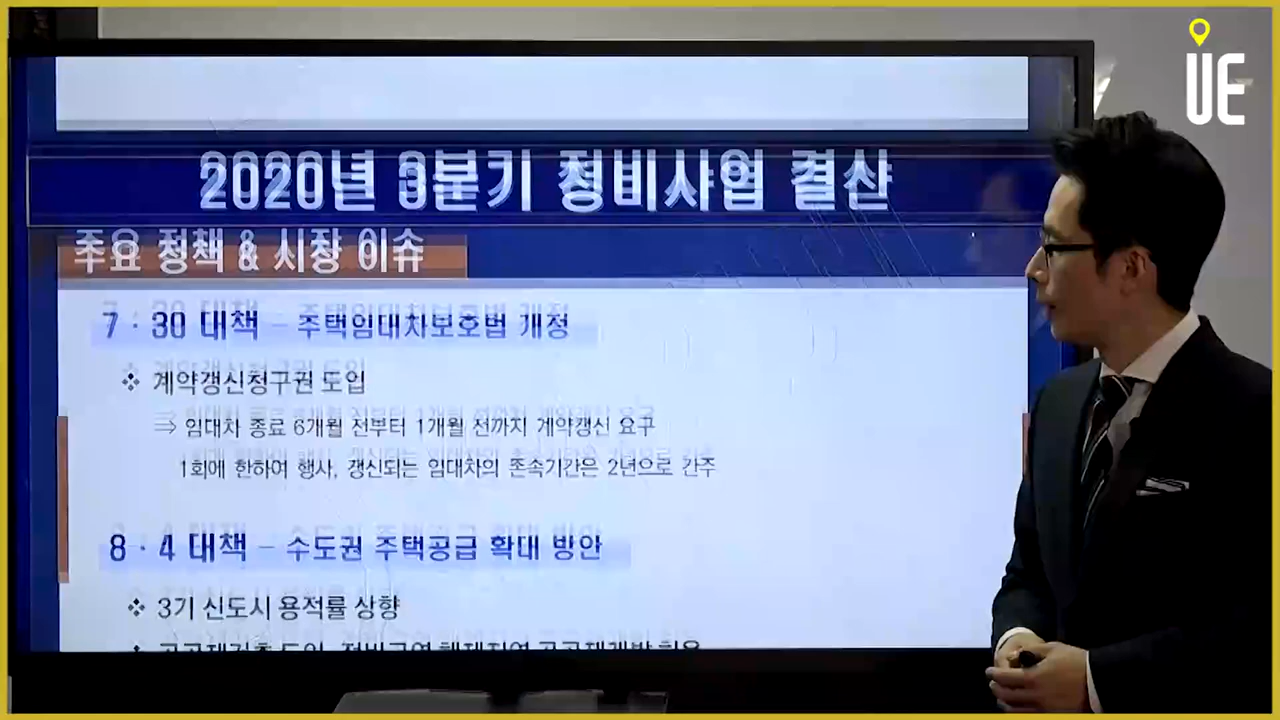 UE
2020년 3분기 정비사업 결산
주요 정책 & 시장 이슈
7·30 대책 - 주택임대차보호법 개정
❖ 계약갱신청구권 도입
⇒ 임대차 종료 6개월 전부터 1개월 전까지 계약갱신 요구
1회에 한하여 행사, 갱신되는 임대차의 존속기간은 2년으로 간주
8·4 대책 - 수도권 주택공급 확대 방안
❖ 3기 신도시 용적률 상향